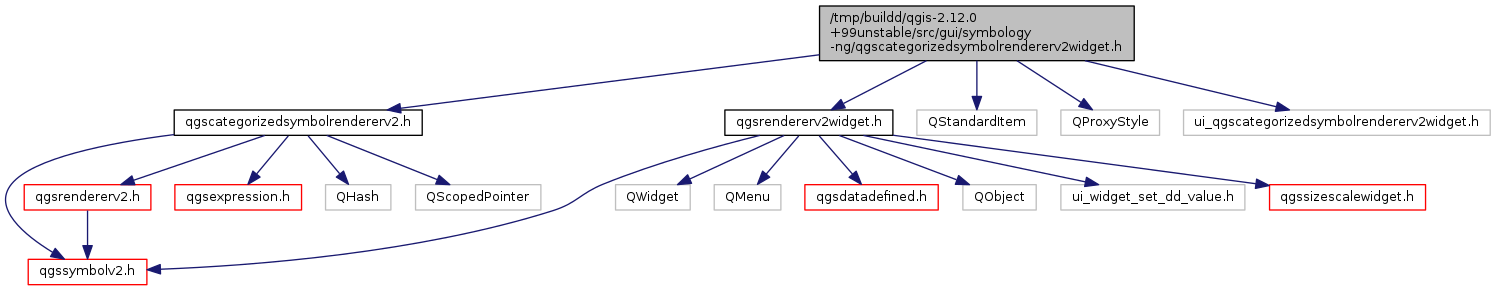 /tmp/buildd/qgis-2.12.0
+99unstable/src/gui/symbology
-ng/qgscategorizedsymbolrendererv2widget.h
qgscategorizedsymbolrendererv2.h
qgsrendererv2widget.h
QStandardItem
QProxyStyle
ui_qgscategorizedsymbolrendererv2widget.h
qgsrendererv2.h
qgsexpression.h
QHash
QScopedPointer
QWidget
QMenu
qgsdatadefined.h
QObject
ui_widget_set_dd_value.h
qgssizescalewidget.h
qgssymbolv2.h